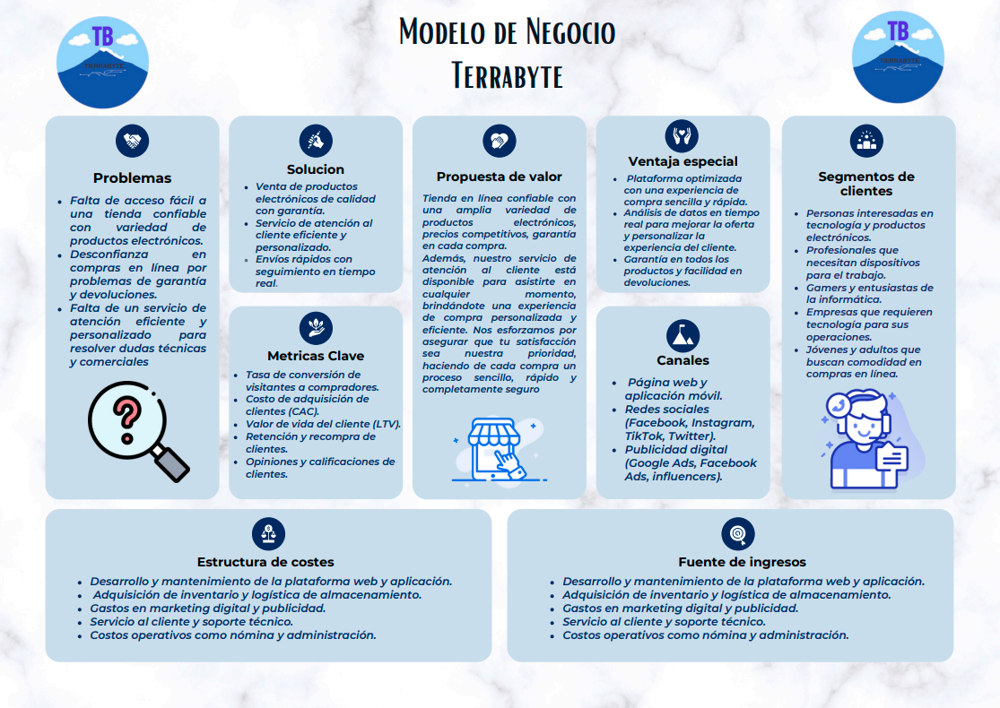 TB
TERRABYTE
Modelo de Negocio
Terrabyte
TB
TERRABYTE
Problemas
Falta de acceso fácil a
una tienda confiable
con variedad de
productos electrónicos.
Desconfianza en
compras en línea por
problemas de garantía
y devoluciones.
Falta de un servicio de
atención eficiente y
personalizado para
resolver dudas técnicas
y comerciales
Solucion
Venta de productos
electrónicos de calidad
con garantía.
Servicio de atención al
cliente eficiente y
personalizado.
Envíos rápidos con
seguimiento en tiempo
real.
Metricas Clave
Tasa de conversión de
visitantes a compradores.
Costo de adquisición de
clientes (CAC).
Valor de vida del cliente (LTV).
Retención y recompra de
clientes.
Opiniones y calificaciones de
clientes.
Propuesta de valor
Tienda en línea confiable con
una amplia variedad de
productos electrónicos,
precios competitivos, garantía
en cada compra.
Además, nuestro servicio de
atención al cliente está
disponible para asistirte en
cualquier momento,
brindándote una experiencia
de compra personalizada y
eficiente. Nos esforzamos por
asegurar que tu satisfacción
sea nuestra prioridad,
haciendo de cada compra un
proceso sencillo, rápido y
completamente seguro
Ventaja especial
Plataforma optimizada
con una experiencia de
compra sencilla y rápida.
Análisis de datos en tiempo
real para mejorar la oferta
y personalizar la
experiencia del cliente.
Garantía en todos los
productos y facilidad en
devoluciones.
Canales
Página web y
aplicación móvil.
Redes sociales
(Facebook, Instagram,
TikTok, Twitter).
Publicidad digital
(Google Ads, Facebook
Ads, influencers).
Segmentos de
clientes
Personas interesadas en
tecnología y productos
electrónicos.
Profesionales que
necesitan dispositivos
para el trabajo.
Gamers y entusiastas de
la informática.
Empresas que requieren
tecnología para sus
operaciones.
Jóvenes y adultos que
buscan comodidad en
compras en línea.
Estructura de costes
Desarrollo y mantenimiento de la plataforma web y aplicación.
Adquisición de inventario y logística de almacenamiento.
Gastos en marketing digital y publicidad.
Servicio al cliente y soporte técnico.
Costos operativos como nómina y administración.
Fuente de ingresos
Desarrollo y mantenimiento de la plataforma web y aplicación.
Adquisición de inventario y logística de almacenamiento.
Gastos en marketing digital y publicidad.
Servicio al cliente y soporte técnico.
Costos operativos como nómina y administración.